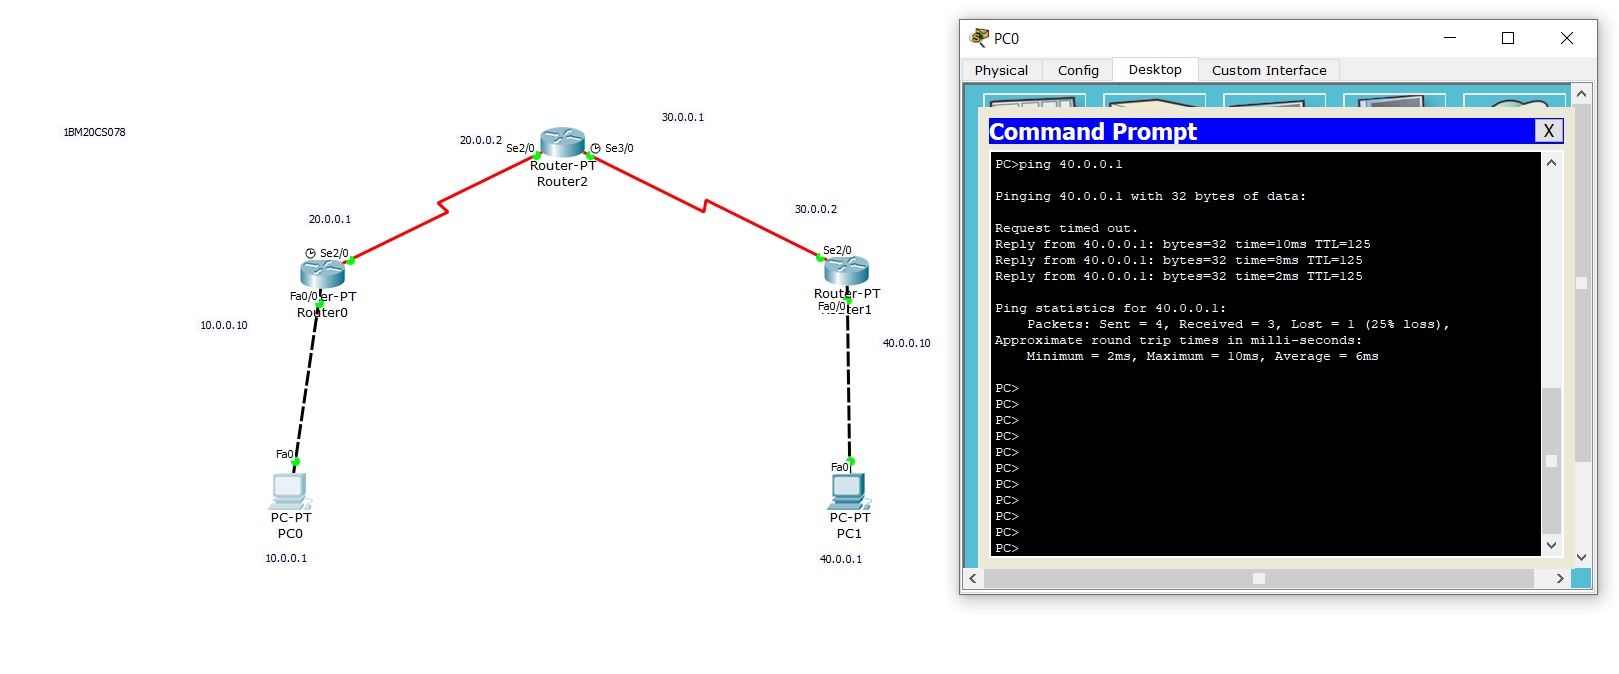 1BM20CS078
30.0.0.1
20.0.0.2
Se2/0
Se3/0
Router-PT
Router2
20.0.0.1
30.0.0.2
Se2/0
Se2/0
Fa0/0
er-PT
Router0
Router-PT
Fa0/0
ter1
10.0.0.10
40.0.0.10
Fa0
Fa0
PC-PT
PC0
PC-PT
PC1
10.0.0.1
40.0.0.1
PC0
Physical Config Desktop Custom Interface
Command Prompt X
PC>ping 40.0.0.1
Pinging 40.0.0.1 with 32 bytes of data:
Request timed out.
Reply from 40.0.0.1: bytes=32 time=10ms TTL=125
Reply from 40.0.0.1: bytes=32 time=8ms TTL=125
Reply from 40.0.0.1: bytes=32 time=2ms TTL=125
Ping statistics for 40.0.0.1:
Packets: Sent = 4, Received = 3, Lost = 1 (25% loss),
Approximate round trip times in milli-seconds:
Minimum = 2ms, Maximum = 10ms, Average = 6ms
PC>
PC>
PC>
PC>
PC>
PC>
PC>
PC>
PC>
PC>
PC>